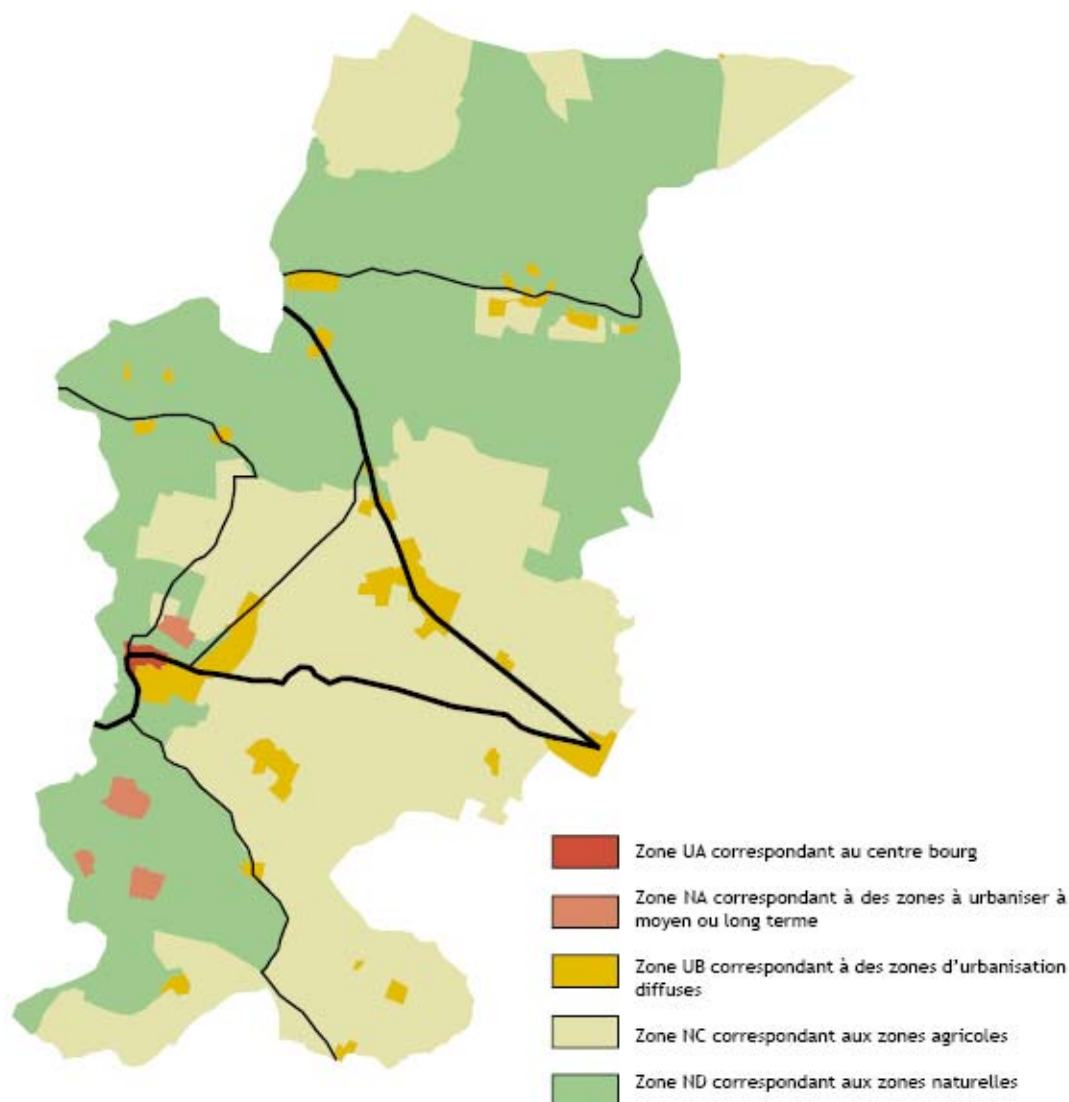 Zone UA correspondant au centre bourg
Zone NA correspondant à des zones à urbaniser à
moyen ou long terme
Zone UB correspondant à des zones d'urbanisation
diffuses
Zone NC correspondant aux zones agricoles
Zone ND correspondant aux zones naturelles